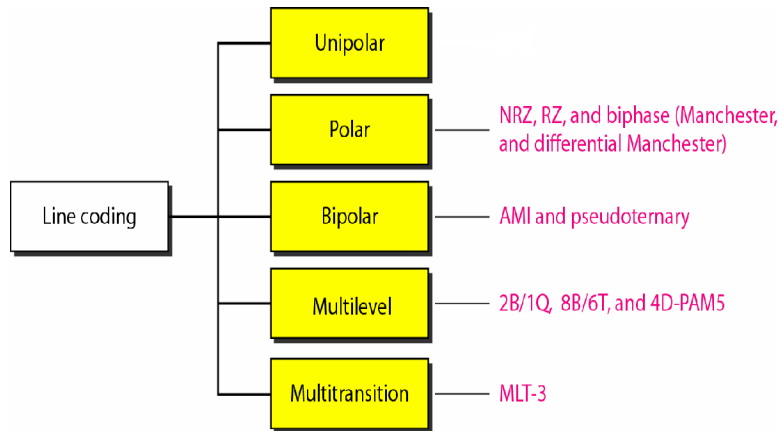 Unipolar
Polar
NRZ, RZ, and biphase (Manchester,
and differential Manchester)
Line coding
Bipolar
AMI and pseudoternary
Multilevel
2B/1Q, 8B/6T, and 4D-PAM5
Multitransition
MLT-3